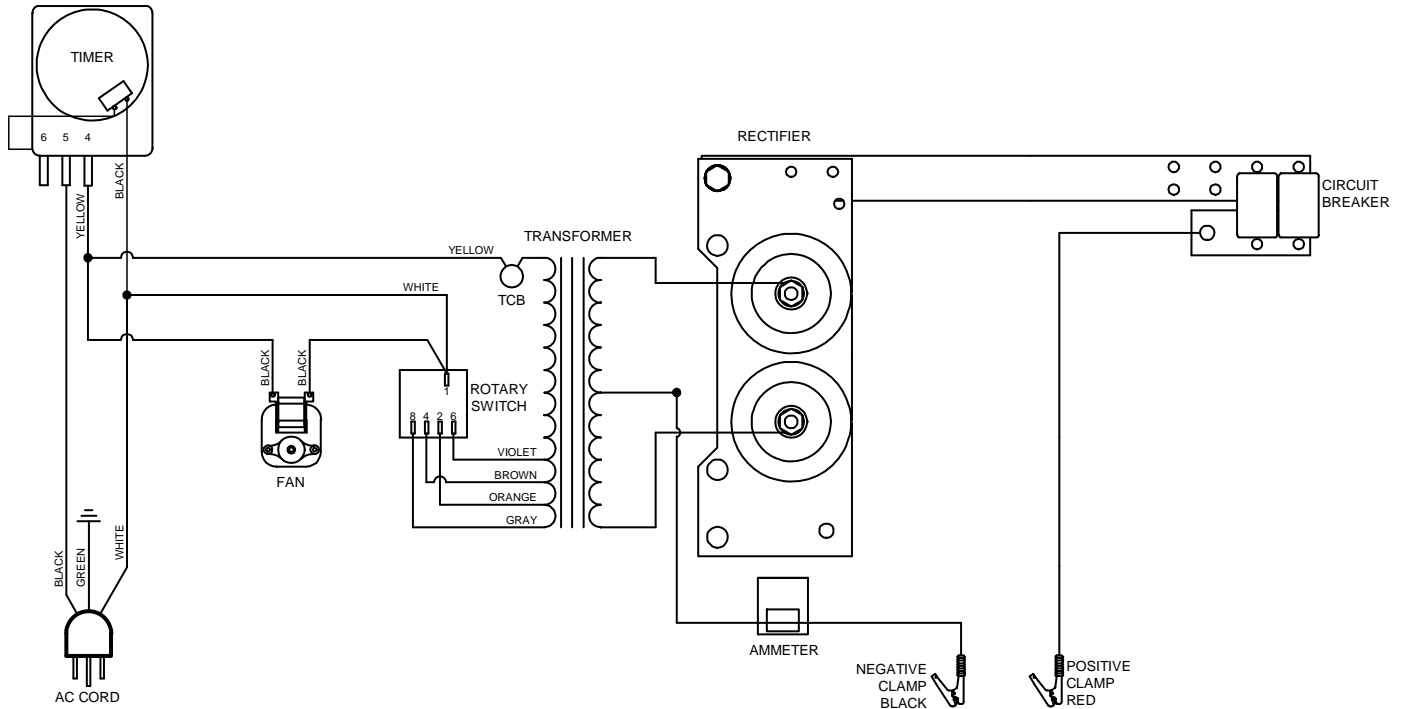 TIMER
6 5 4
BLACK
YELLOW
RECTIFIER
CIRCUIT
BREAKER
TRANSFORMER
YELLOW
TCB
WHITE
BLACK
BLACK
1
ROTARY
SWITCH
8 4 2 6
VIOLET
BROWN
ORANGE
GRAY
FAN
BLACK
GREEN
WHITE
AC CORD
AMMETER
NEGATIVE
CLAMP
BLACK
POSITIVE
CLAMP
RED